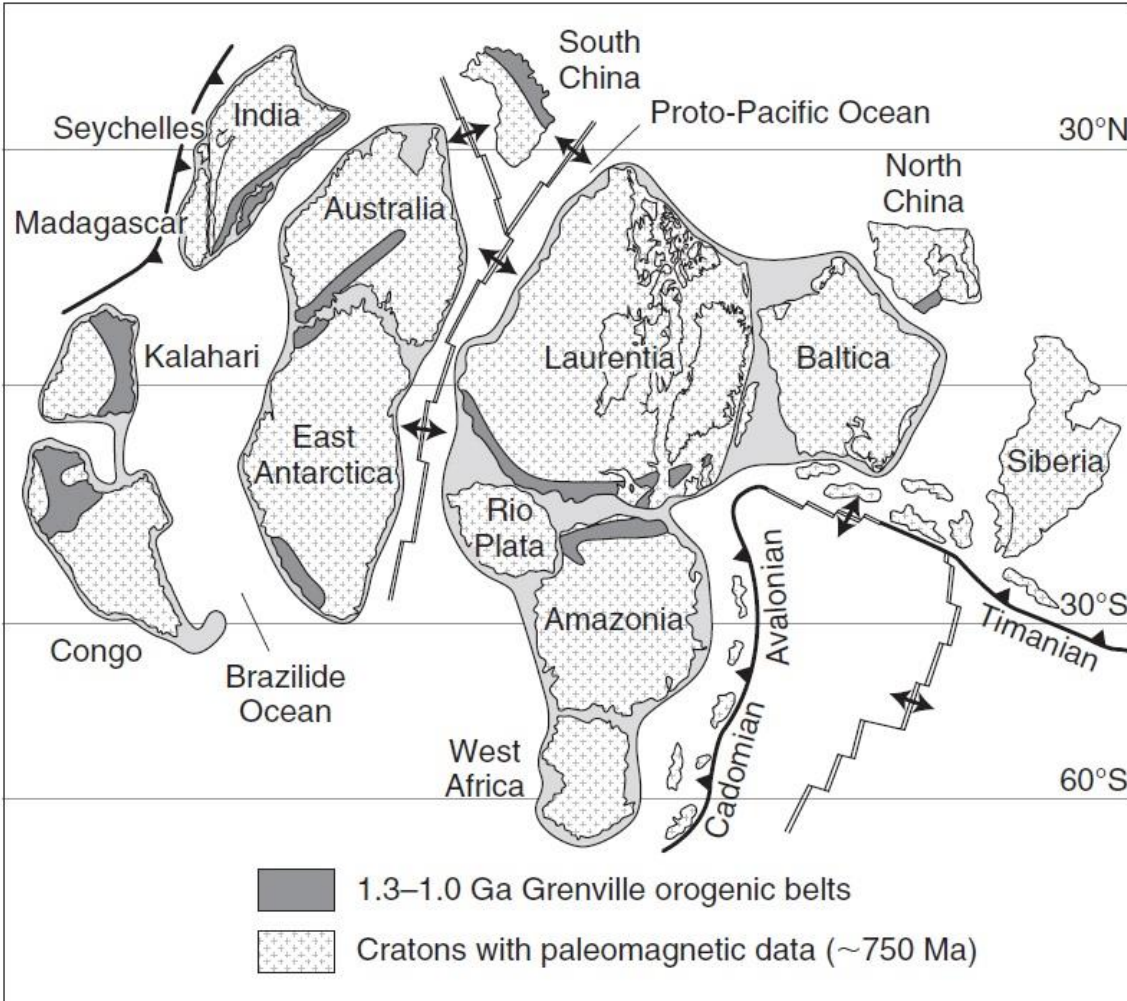 South
China
India
Seychelles
Proto-Pacific Ocean
30°N
North
China
Madagascar
Australia
Kalahari
Laurentia
Baltica
East
Antarctica
Siberia
Rio
Plata
Amazonia
Avalonian
30°S
Timanian
Congo
Brazilide
Ocean
West
Africa
Cadomian
60°S
1.3–1.0 Ga Grenville orogenic belts
Cratons with paleomagnetic data (~750 Ma)